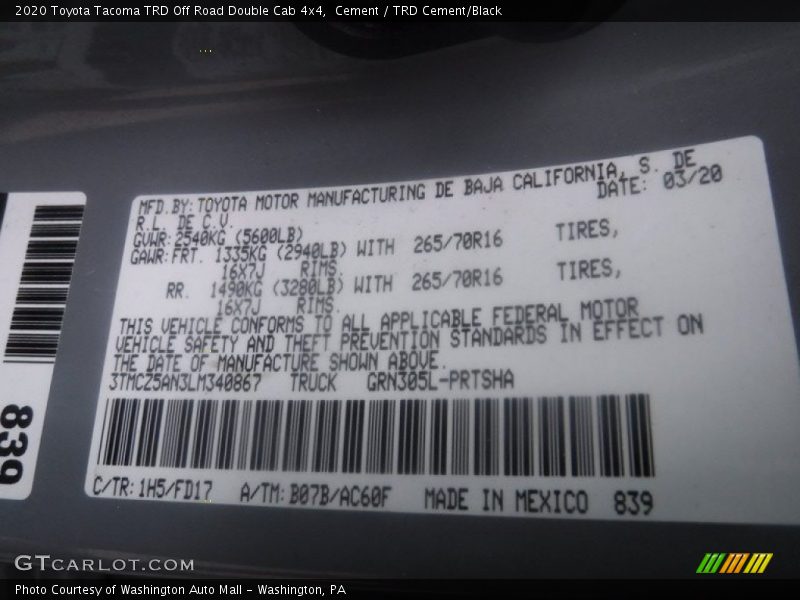 2020 Toyota Tacoma TRD Off Road Double Cab 4x4, Cement / TRD Cement/Black
MFD.BY:TOYOTA MOTOR MANUFACTURING DE BAJA CALIFORNIA, S. DE
R.L. DE C.V. DATE: 03/20
GVWR:2540KG (5600LB)
GAWR:FRT. 1335KG (2940LB) WITH 265/70R16 TIRES,
16X7J RIMS.
RR. 1490KG (3280LB) WITH 265/70R16 TIRES,
16X7J RIMS.
THIS VEHICLE CONFORMS TO ALL APPLICABLE FEDERAL MOTOR
VEHICLE SAFETY AND THEFT PREVENTION STANDARDS IN EFFECT ON
THE DATE OF MANUFACTURE SHOWN ABOVE.
3TMCZ5AN3LM340867 TRUCK GRN305L-PRTSHA
C/TR:1H5/FD17 A/TM:B07B/AC60F MADE IN MEXICO 839
839
GTCARLOT.COM
Photo Courtesy of Washington Auto Mall - Washington, PA